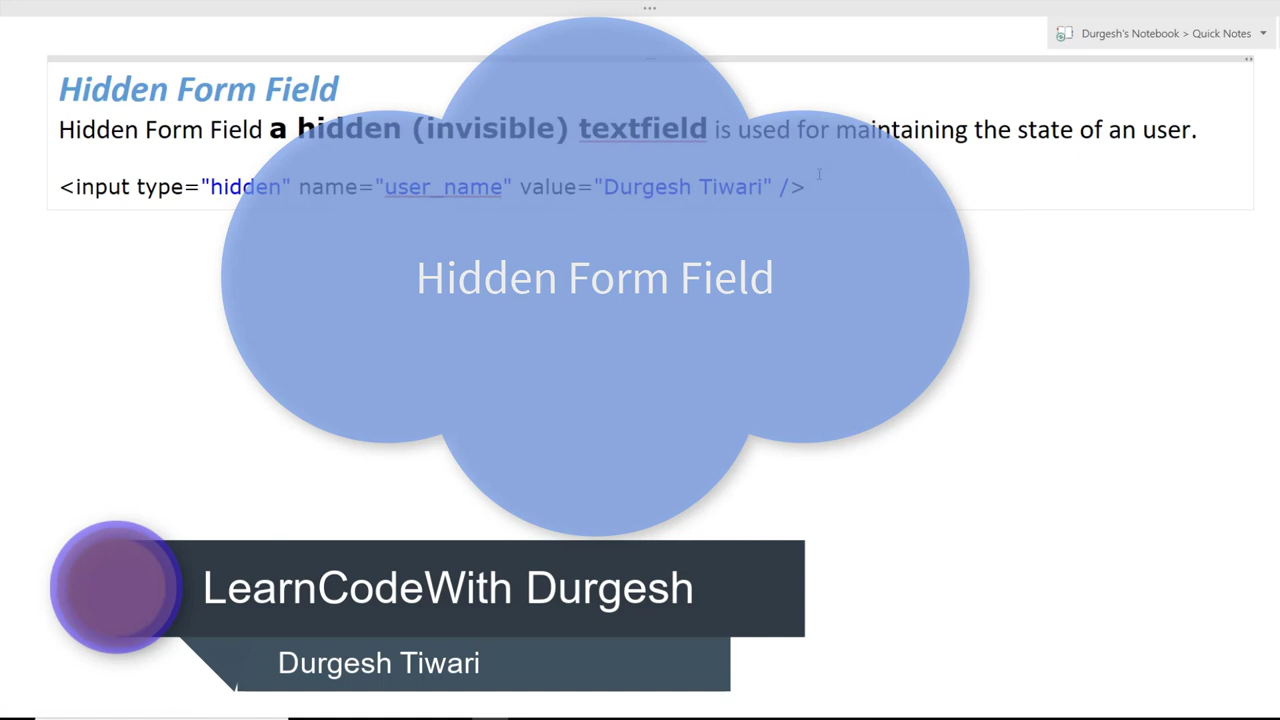 Durgesh's Notebook > Quick Notes
Hidden Form Field
Hidden Form Field a hidden (invisible) textfield is used for maintaining the state of an user.
<input type="hidden" name="user_name" value="Durgesh Tiwari" />
Hidden Form Field
LearnCodeWith Durgesh
Durgesh Tiwari